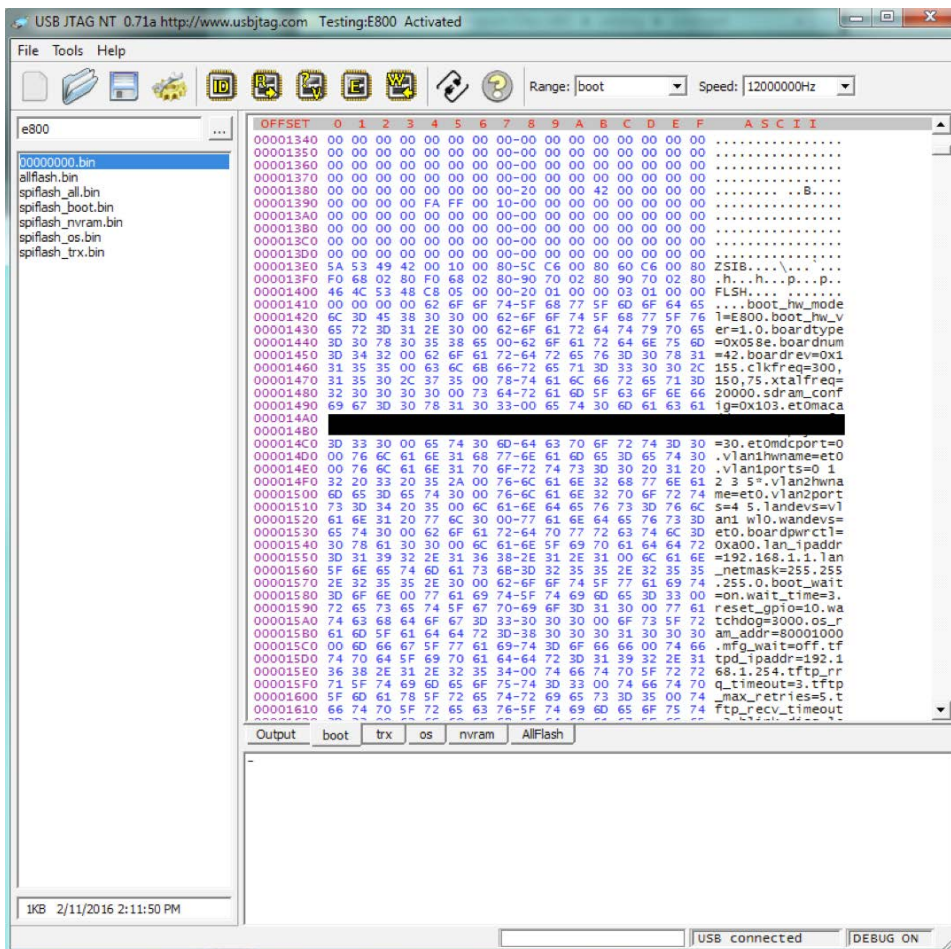 USB JTAG NT 0.71a http://www.usbjtag.com Testing:E800 Activated
File Tools Help
ID R V E W ? Range: boot Speed: 12000000Hz
e800 ...
00000000.bin
allflash.bin
spiflash_all.bin
spiflash_boot.bin
spiflash_nvram.bin
spiflash_os.bin
spiflash_trx.bin
OFFSET 0 1 2 3 4 5 6 7 8 9 A B C D E F A S C I I
00001340 00 00 00 00 00 00 00 00-00 00 00 00 00 00 00 00 ................
00001350 00 00 00 00 00 00 00 00-00 00 00 00 00 00 00 00 ................
00001360 00 00 00 00 00 00 00 00-00 00 00 00 00 00 00 00 ................
00001370 00 00 00 00 00 00 00 00-00 00 00 00 00 00 00 00 ................
00001380 00 00 00 00 00 00 00 00-20 00 00 42 00 00 00 00 ........ ..B....
00001390 00 00 00 00 FA FF 00 10-00 00 00 00 00 00 00 00 ................
000013A0 00 00 00 00 00 00 00 00-00 00 00 00 00 00 00 00 ................
000013B0 00 00 00 00 00 00 00 00-00 00 00 00 00 00 00 00 ................
000013C0 00 00 00 00 00 00 00 00-00 00 00 00 00 00 00 00 ................
000013D0 00 00 00 00 00 00 00 00-00 00 00 00 00 00 00 00 ................
000013E0 5A 53 49 42 00 10 00 80-5C C6 00 80 60 C6 00 80 ZSIB....\...`...
000013F0 F0 68 02 80 F0 68 02 80-90 70 02 80 90 70 02 80 .h...h...p...p..
00001400 46 4C 53 48 C8 05 00 00-20 01 00 00 03 01 00 00 FLSH.... .......
00001410 00 00 00 00 62 6F 6F 74-5F 68 77 5F 6D 6F 64 65 ....boot_hw_mode
00001420 6C 3D 45 38 30 30 00 62-6F 6F 74 5F 68 77 5F 76 l=E800.boot_hw_v
00001430 65 72 3D 31 2E 30 00 62-6F 61 72 64 74 79 70 65 er=1.0.boardtype
00001440 3D 30 78 30 35 38 65 00-62 6F 61 72 64 6E 75 6D =0x058e.boardnum
00001450 3D 34 32 00 62 6F 61 72-64 72 65 76 3D 30 78 31 =42.boardrev=0x1
00001460 31 35 35 00 63 6C 6B 66-72 65 71 3D 33 30 30 2C 155.clkfreq=300,
00001470 31 35 30 2C 37 35 00 78-74 61 6C 66 72 65 71 3D 150,75.xtalfreq=
00001480 32 30 30 30 30 00 73 64-72 61 6D 5F 63 6F 6E 66 20000.sdram_conf
00001490 69 67 3D 30 78 31 30 33-00 65 74 30 6D 61 63 61 ig=0x103.et0maca
000014A0
000014B0
000014C0 3D 33 30 00 65 74 30 6D-64 63 70 6F 72 74 3D 30 =30.et0mdcport=0
000014D0 00 76 6C 61 6E 31 68 77-6E 61 6D 65 3D 65 74 30 .vlan1hwname=et0
000014E0 00 76 6C 61 6E 31 70 6F-72 74 73 3D 30 20 31 20 .vlan1ports=0 1
000014F0 32 20 33 20 35 2A 00 76-6C 61 6E 32 68 77 6E 61 2 3 5*.vlan2hwna
00001500 6D 65 3D 65 74 30 00 76-6C 61 6E 32 70 6F 72 74 me=et0.vlan2port
00001510 73 3D 34 20 35 00 6C 61-6E 64 65 76 73 3D 76 6C s=4 5.landevs=vl
00001520 61 6E 31 20 77 6C 30 00-77 61 6E 64 65 76 73 3D an1 wl0.wandevs=
00001530 65 74 30 00 62 6F 61 72-64 70 77 72 63 74 6C 3D et0.boardpwrctl=
00001540 30 78 61 30 30 00 6C 61-6E 5F 69 70 61 64 64 72 0xa00.lan_ipaddr
00001550 3D 31 39 32 2E 31 36 38-2E 31 2E 31 00 6C 61 6E =192.168.1.1.lan
00001560 5F 6E 65 74 6D 61 73 6B-3D 32 35 35 2E 32 35 35 _netmask=255.255
00001570 2E 32 35 35 2E 30 00 62-6F 6F 74 5F 77 61 69 74 .255.0.boot_wait
00001580 3D 6F 6E 00 77 61 69 74-5F 74 69 6D 65 3D 33 00 =on.wait_time=3.
00001590 72 65 73 65 74 5F 67 70-69 6F 3D 31 30 00 77 61 reset_gpio=10.wa
000015A0 74 63 68 64 6F 67 3D 33-30 30 30 00 6F 73 5F 72 tchdog=3000.os_r
000015B0 61 6D 5F 61 64 64 72 3D-38 30 30 30 31 30 30 30 am_addr=80001000
000015C0 00 6D 66 67 5F 77 61 69-74 3D 6F 66 66 00 74 66 .mfg_wait=off.tf
000015D0 74 70 64 5F 69 70 61 64-64 72 3D 31 39 32 2E 31 tpd_ipaddr=192.1
000015E0 36 38 2E 31 2E 32 35 34-00 74 66 74 70 5F 72 72 68.1.254.tftp_rr
000015F0 71 5F 74 69 6D 65 6F 75-74 3D 33 00 74 66 74 70 q_timeout=3.tftp
00001600 5F 6D 61 78 5F 72 65 74-72 69 65 73 3D 35 00 74 _max_retries=5.t
00001610 66 74 70 5F 72 65 63 76-5F 74 69 6D 65 6F 75 74 ftp_recv_timeout
Output boot trx os nvram AllFlash
-
1KB 2/11/2016 2:11:50 PM
USB connected DEBUG ON